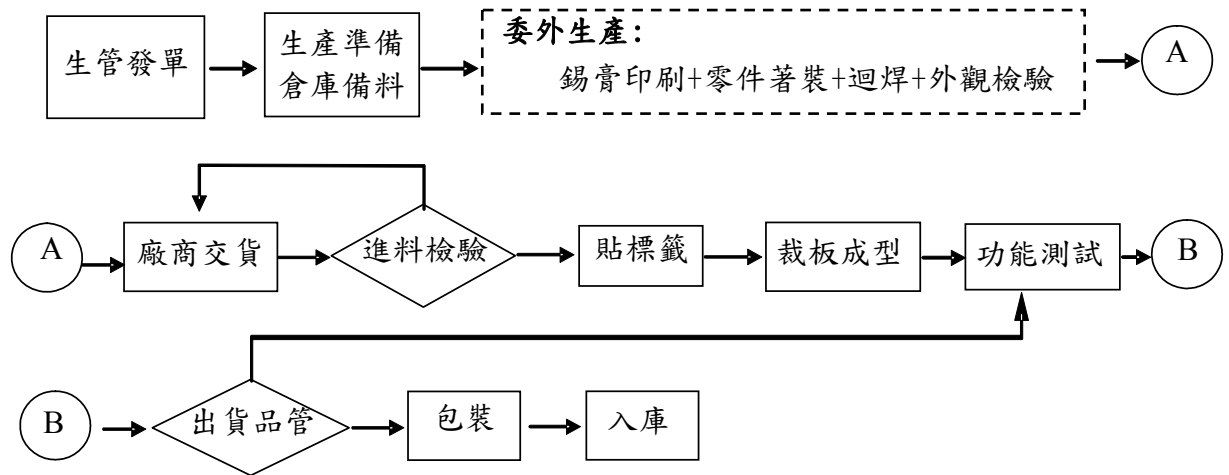 生管發單
生產準備
倉庫備料
委外生產:
錫膏印刷+零件著裝+迴焊+外觀檢驗
A
A
廠商交貨
進料檢驗
貼標籤
裁板成型
功能測試
B
B
出貨品管
包裝
入庫